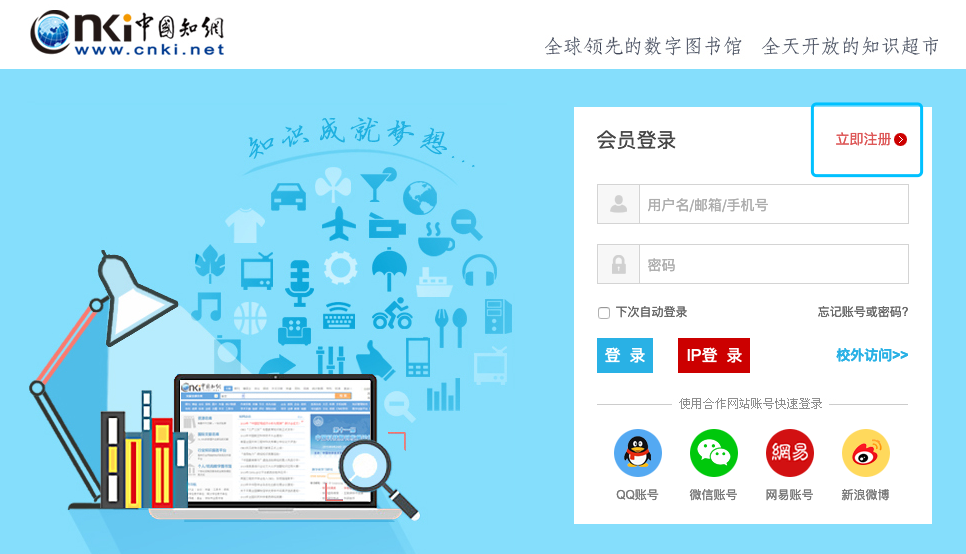 Cnki中国知網
www.cnki.net
全球领先的数字图书馆 全天开放的知识超市
知识成就梦想...
会员登录
立即注册
用户名/邮箱/手机号
密码
下次自动登录 忘记账号或密码?
登 录 IP登 录 校外访问>>
使用合作网站账号快速登录
網易
QQ账号 微信账号 网易账号 新浪微博